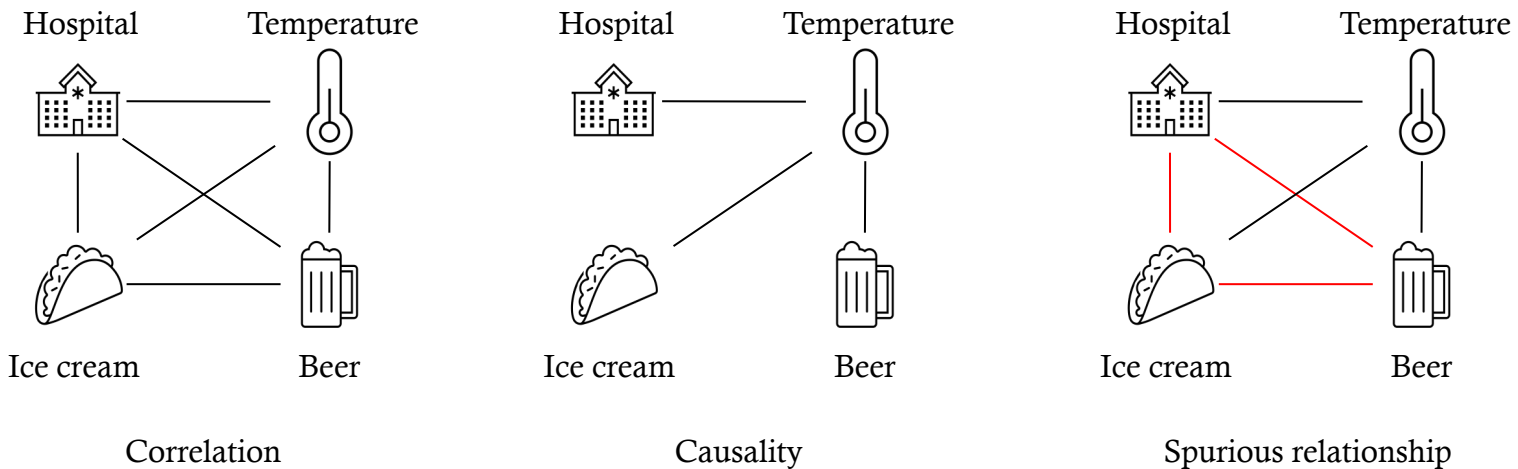 Hospital Temperature Hospital Temperature Hospital Temperature
Ice cream Beer Ice cream Beer Ice cream Beer
Correlation Causality Spurious relationship